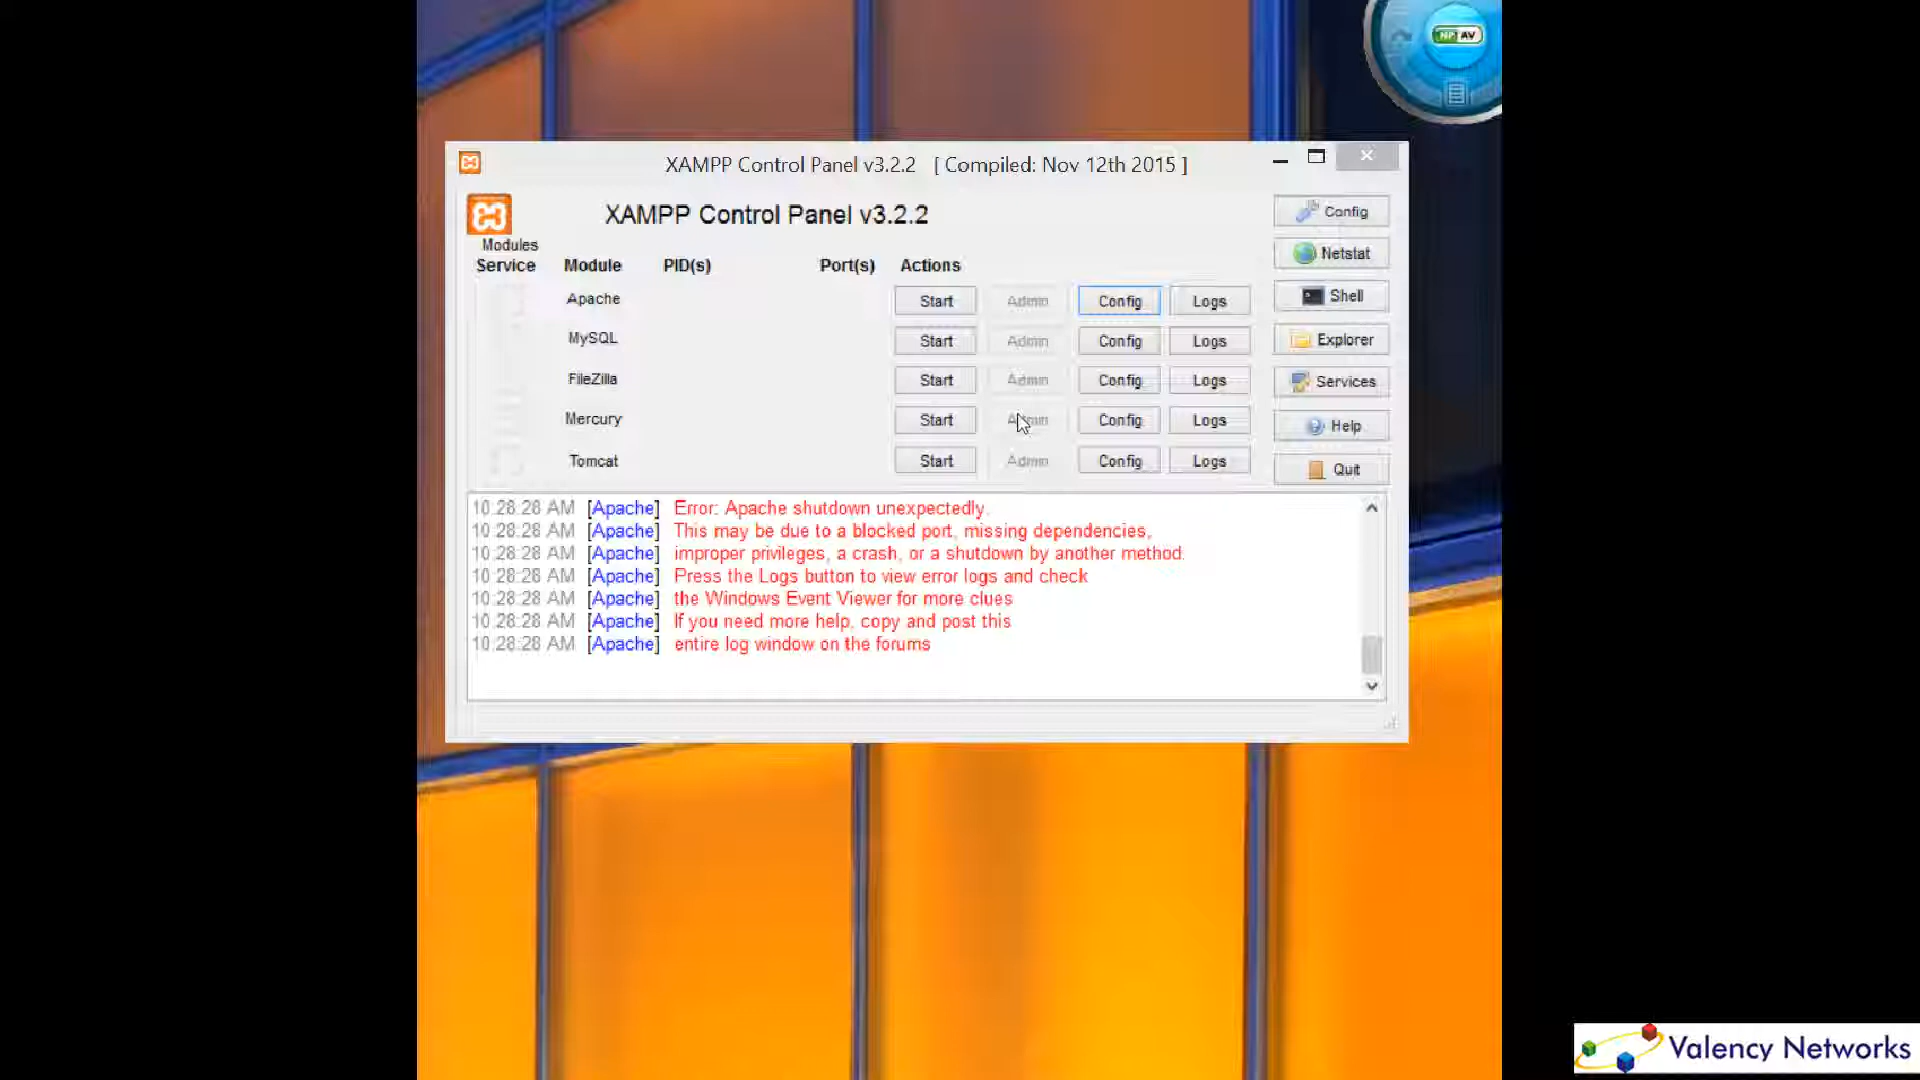 NP AV
XAMPP Control Panel v3.2.2 [ Compiled: Nov 12th 2015 ]
XAMPP Control Panel v3.2.2
Config
Modules
Service Module PID(s) Port(s) Actions
Netstat
Apache Start Admin Config Logs
Shell
MySQL Start Admin Config Logs
Explorer
FileZilla Start Admin Config Logs
Services
Mercury Start Admin Config Logs
Help
Tomcat Start Admin Config Logs
Quit
10:28:28 AM [Apache] Error: Apache shutdown unexpectedly.
10:28:28 AM [Apache] This may be due to a blocked port, missing dependencies,
10:28:28 AM [Apache] improper privileges, a crash, or a shutdown by another method.
10:28:28 AM [Apache] Press the Logs button to view error logs and check
10:28:28 AM [Apache] the Windows Event Viewer for more clues
10:28:28 AM [Apache] If you need more help, copy and post this
10:28:28 AM [Apache] entire log window on the forums
Valency Networks